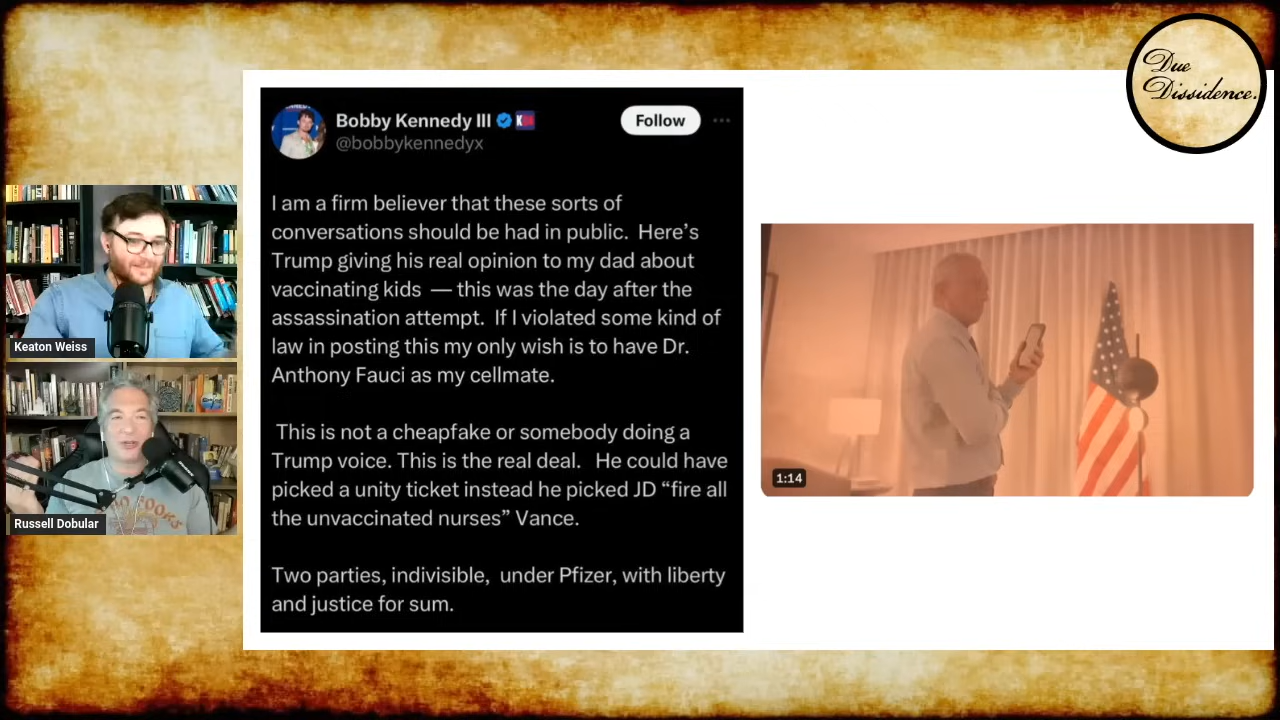 Due
Dissidence.
Bobby Kennedy III
@bobbykennedyx
Follow
I am a firm believer that these sorts of
conversations should be had in public.  Here’s
Trump giving his real opinion to my dad about
vaccinating kids  — this was the day after the
assassination attempt.  If I violated some kind of
law in posting this my only wish is to have Dr.
Anthony Fauci as my cellmate.
This is not a cheapfake or somebody doing a
Trump voice. This is the real deal.   He could have
picked a unity ticket instead he picked JD “fire all
the unvaccinated nurses” Vance.
Two parties, indivisible,  under Pfizer, with liberty
and justice for sum.
1:14
Keaton Weiss
Russell Dobular